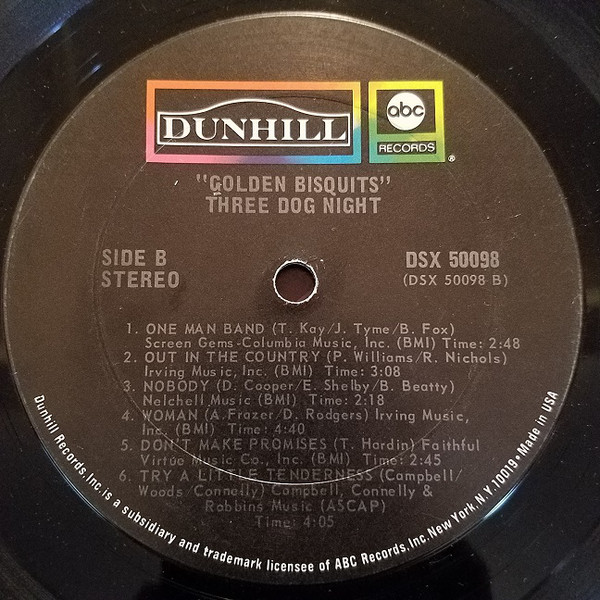 DUNHILL
abc
RECORDS
®
"GOLDEN BISQUITS"
THREE DOG NIGHT
SIDE B
STEREO
DSX 50098
(DSX 50098 B)
1. ONE MAN BAND (T. Kay/J. Tyme/B. Fox)
Screen Gems-Columbia Music, Inc. (BMI) Time: 2:48
2. OUT IN THE COUNTRY (P. Williams/R. Nichols)
Irving Music, Inc. (BMI) Time: 3:08
3. NOBODY (D. Cooper/E. Shelby/B. Beatty)
Nelchell Music (BMI) Time: 2:18
4. WOMAN (A.Frazer/D. Rodgers) Irving Music,
Inc. (BMI) Time: 4:40
5. DON'T MAKE PROMISES (T. Hardin) Faithful
Virtue Music Co., Inc. (BMI) Time: 2:45
6. TRY A LITTLE TENDERNESS (Campbell/
Woods/Connelly) Campbell, Connelly &
Robbins Music (ASCAP)
Time: 4:05
Dunhill Records, Inc. is a subsidiary and trademark licensee of ABC Records, Inc. New York, N.Y. 10019 • Made in USA